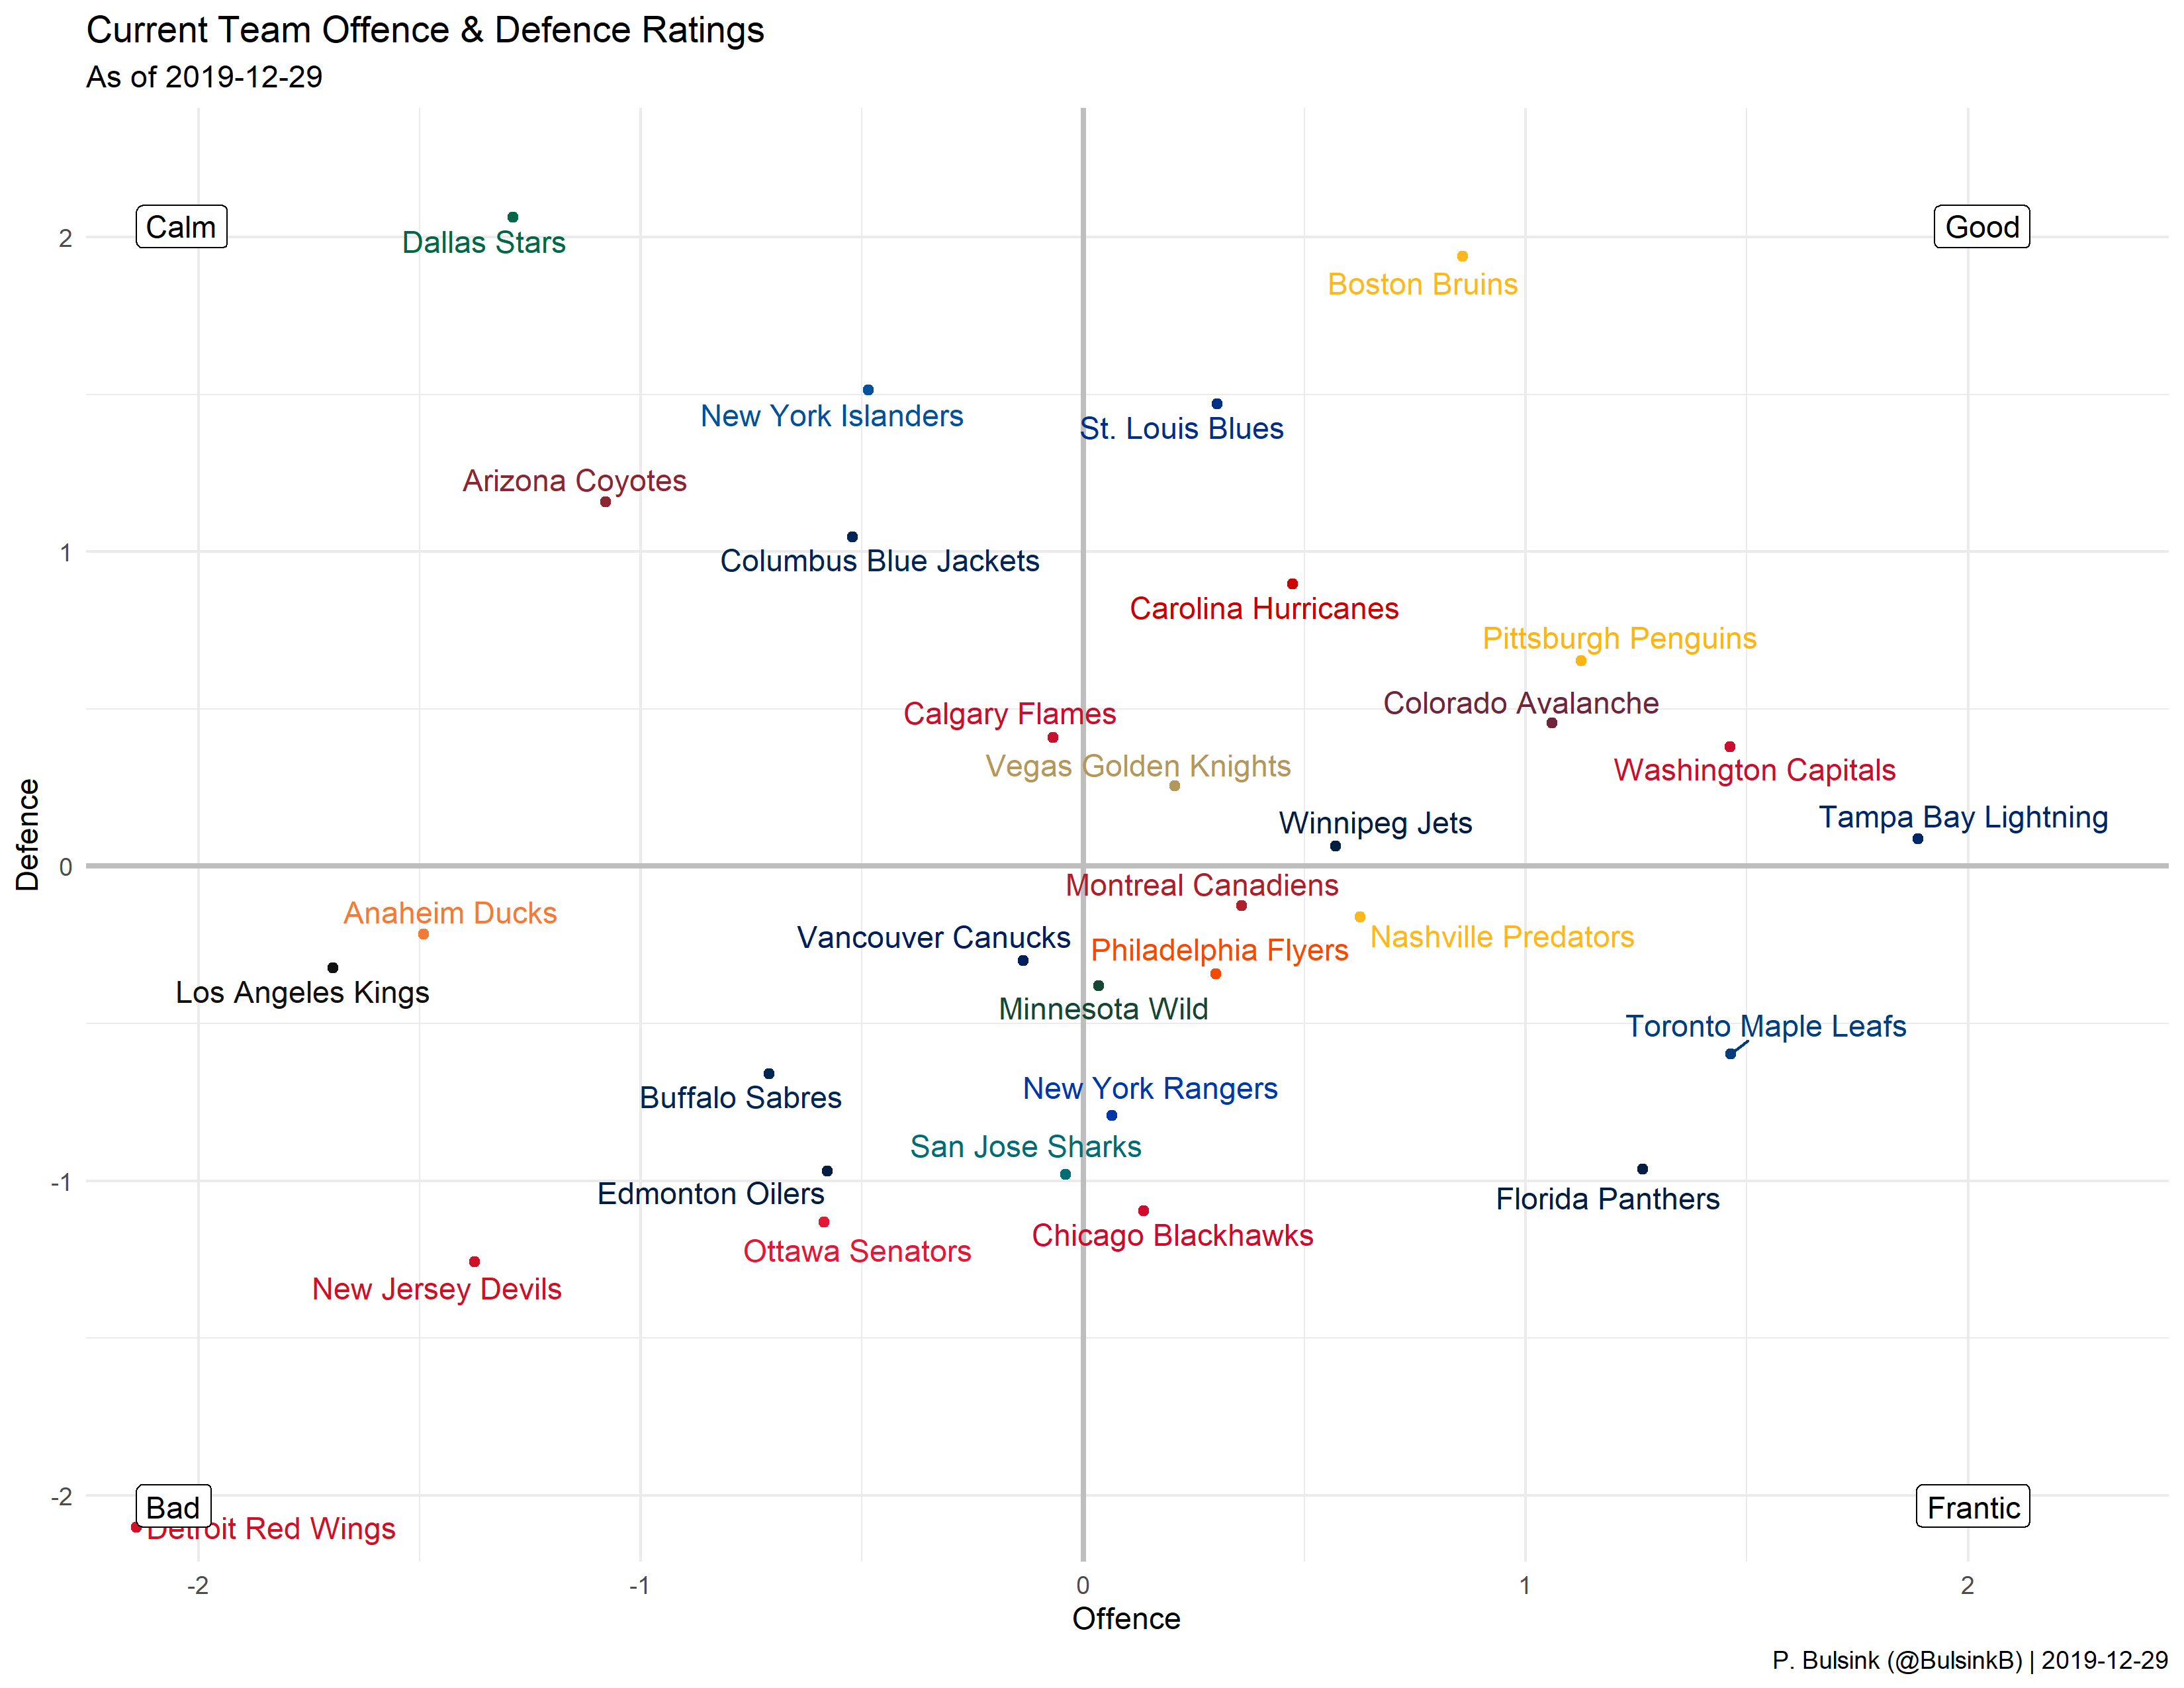 Current Team Offence & Defence Ratings
As of 2019-12-29
Calm
Good
2
Dallas Stars
Boston Bruins
New York Islanders
St. Louis Blues
Arizona Coyotes
1
Columbus Blue Jackets
Carolina Hurricanes
Pittsburgh Penguins
Colorado Avalanche
Calgary Flames
Vegas Golden Knights
Washington Capitals
Tampa Bay Lightning
Winnipeg Jets
Defence
0
Montreal Canadiens
Anaheim Ducks
Vancouver Canucks
Nashville Predators
Philadelphia Flyers
Los Angeles Kings
Minnesota Wild
Toronto Maple Leafs
New York Rangers
Buffalo Sabres
San Jose Sharks
-1
Edmonton Oilers
Florida Panthers
Chicago Blackhawks
Ottawa Senators
New Jersey Devils
-2
Bad
Frantic
Detroit Red Wings
-2
-1
0
1
2
Offence
P. Bulsink (@BulsinkB) | 2019-12-29